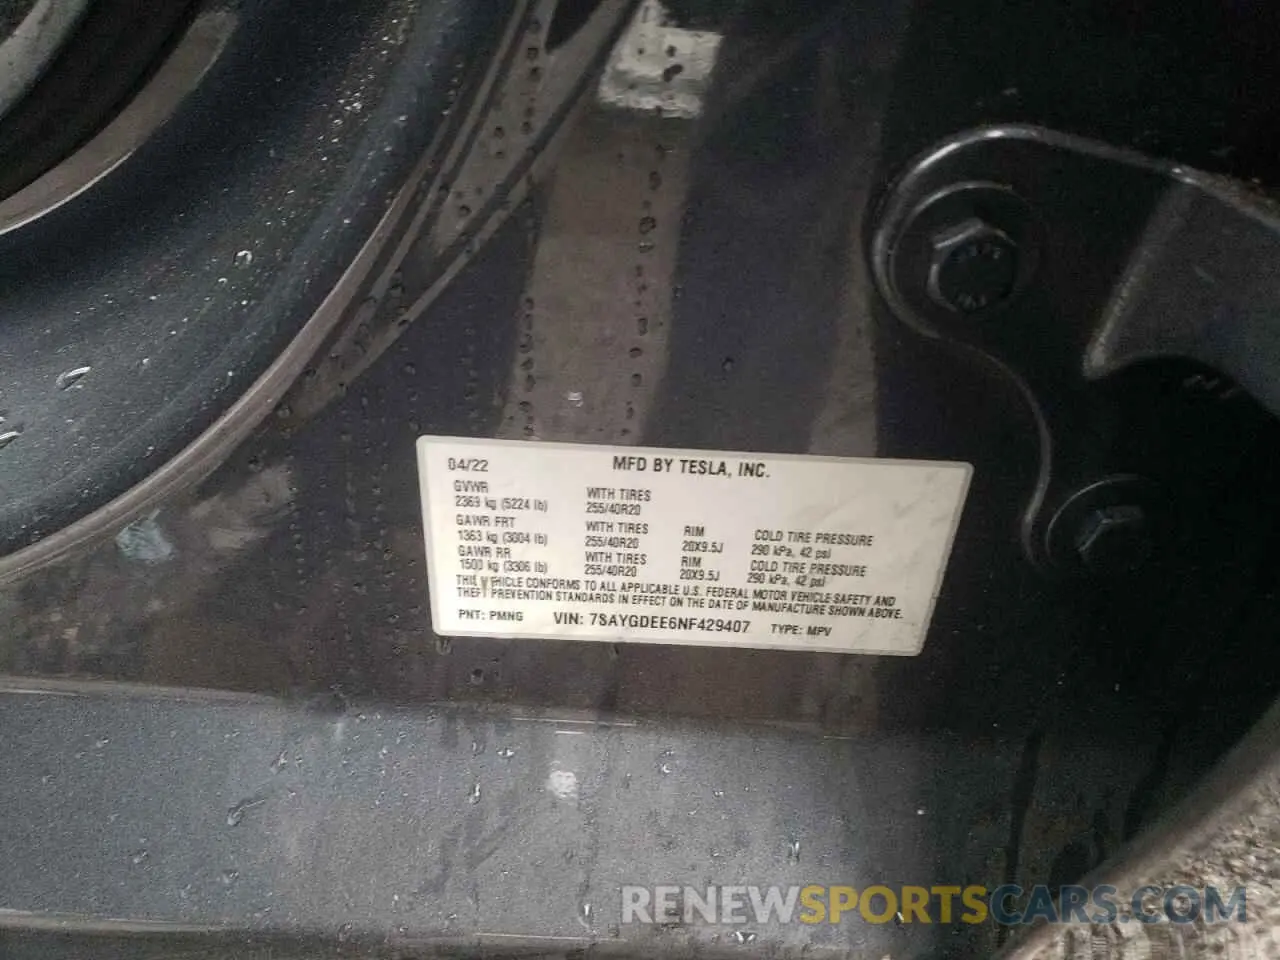 04/22 MFD BY TESLA, INC.
GVWR WITH TIRES
2369 kg (5224 lb) 255/40R20
GAWR FRT WITH TIRES RIM COLD TIRE PRESSURE
1363 kg (3004 lb) 255/40R20 20X9.5J 290 kPa, 42 psi
GAWR RR WITH TIRES RIM COLD TIRE PRESSURE
1500 kg (3306 lb) 255/40R20 20X9.5J 290 kPa, 42 psi
THIS VEHICLE CONFORMS TO ALL APPLICABLE U.S. FEDERAL MOTOR VEHICLE SAFETY AND
THEFT PREVENTION STANDARDS IN EFFECT ON THE DATE OF MANUFACTURE SHOWN ABOVE.
PNT: PMNG VIN: 7SAYGDEE6NF429407 TYPE: MPV
RENEWSPORTSCARS.COM